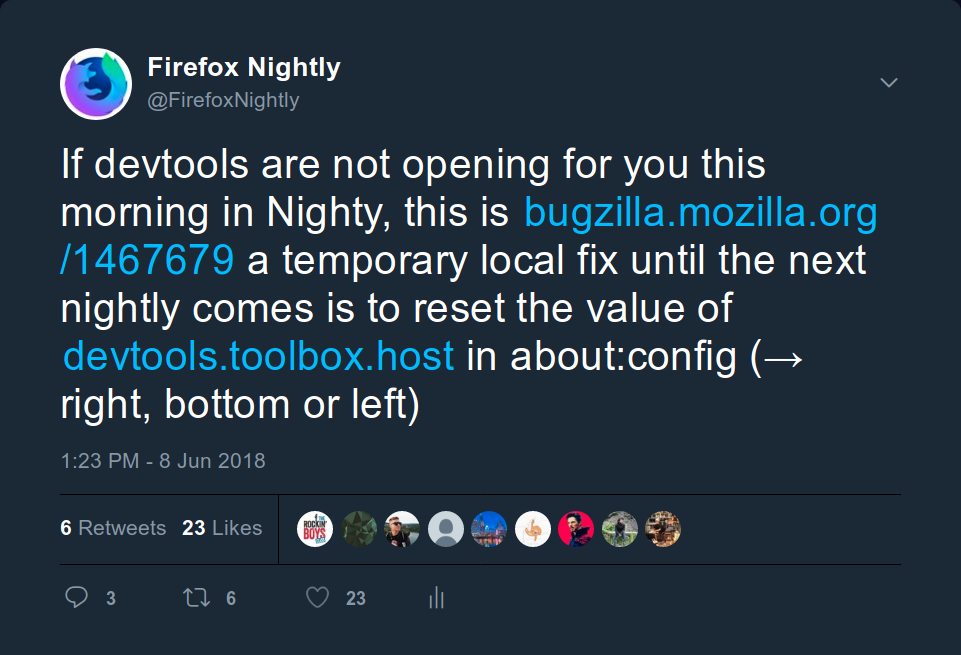 Firefox Nightly
@FirefoxNightly
If devtools are not opening for you this
morning in Nighty, this is bugzilla.mozilla.org
/1467679 a temporary local fix until the next
nightly comes is to reset the value of
devtools.toolbox.host in about:config (→
right, bottom or left)
1:23 PM - 8 Jun 2018
6 Retweets 23 Likes
ROCKIN'
BOYS
3 6 23